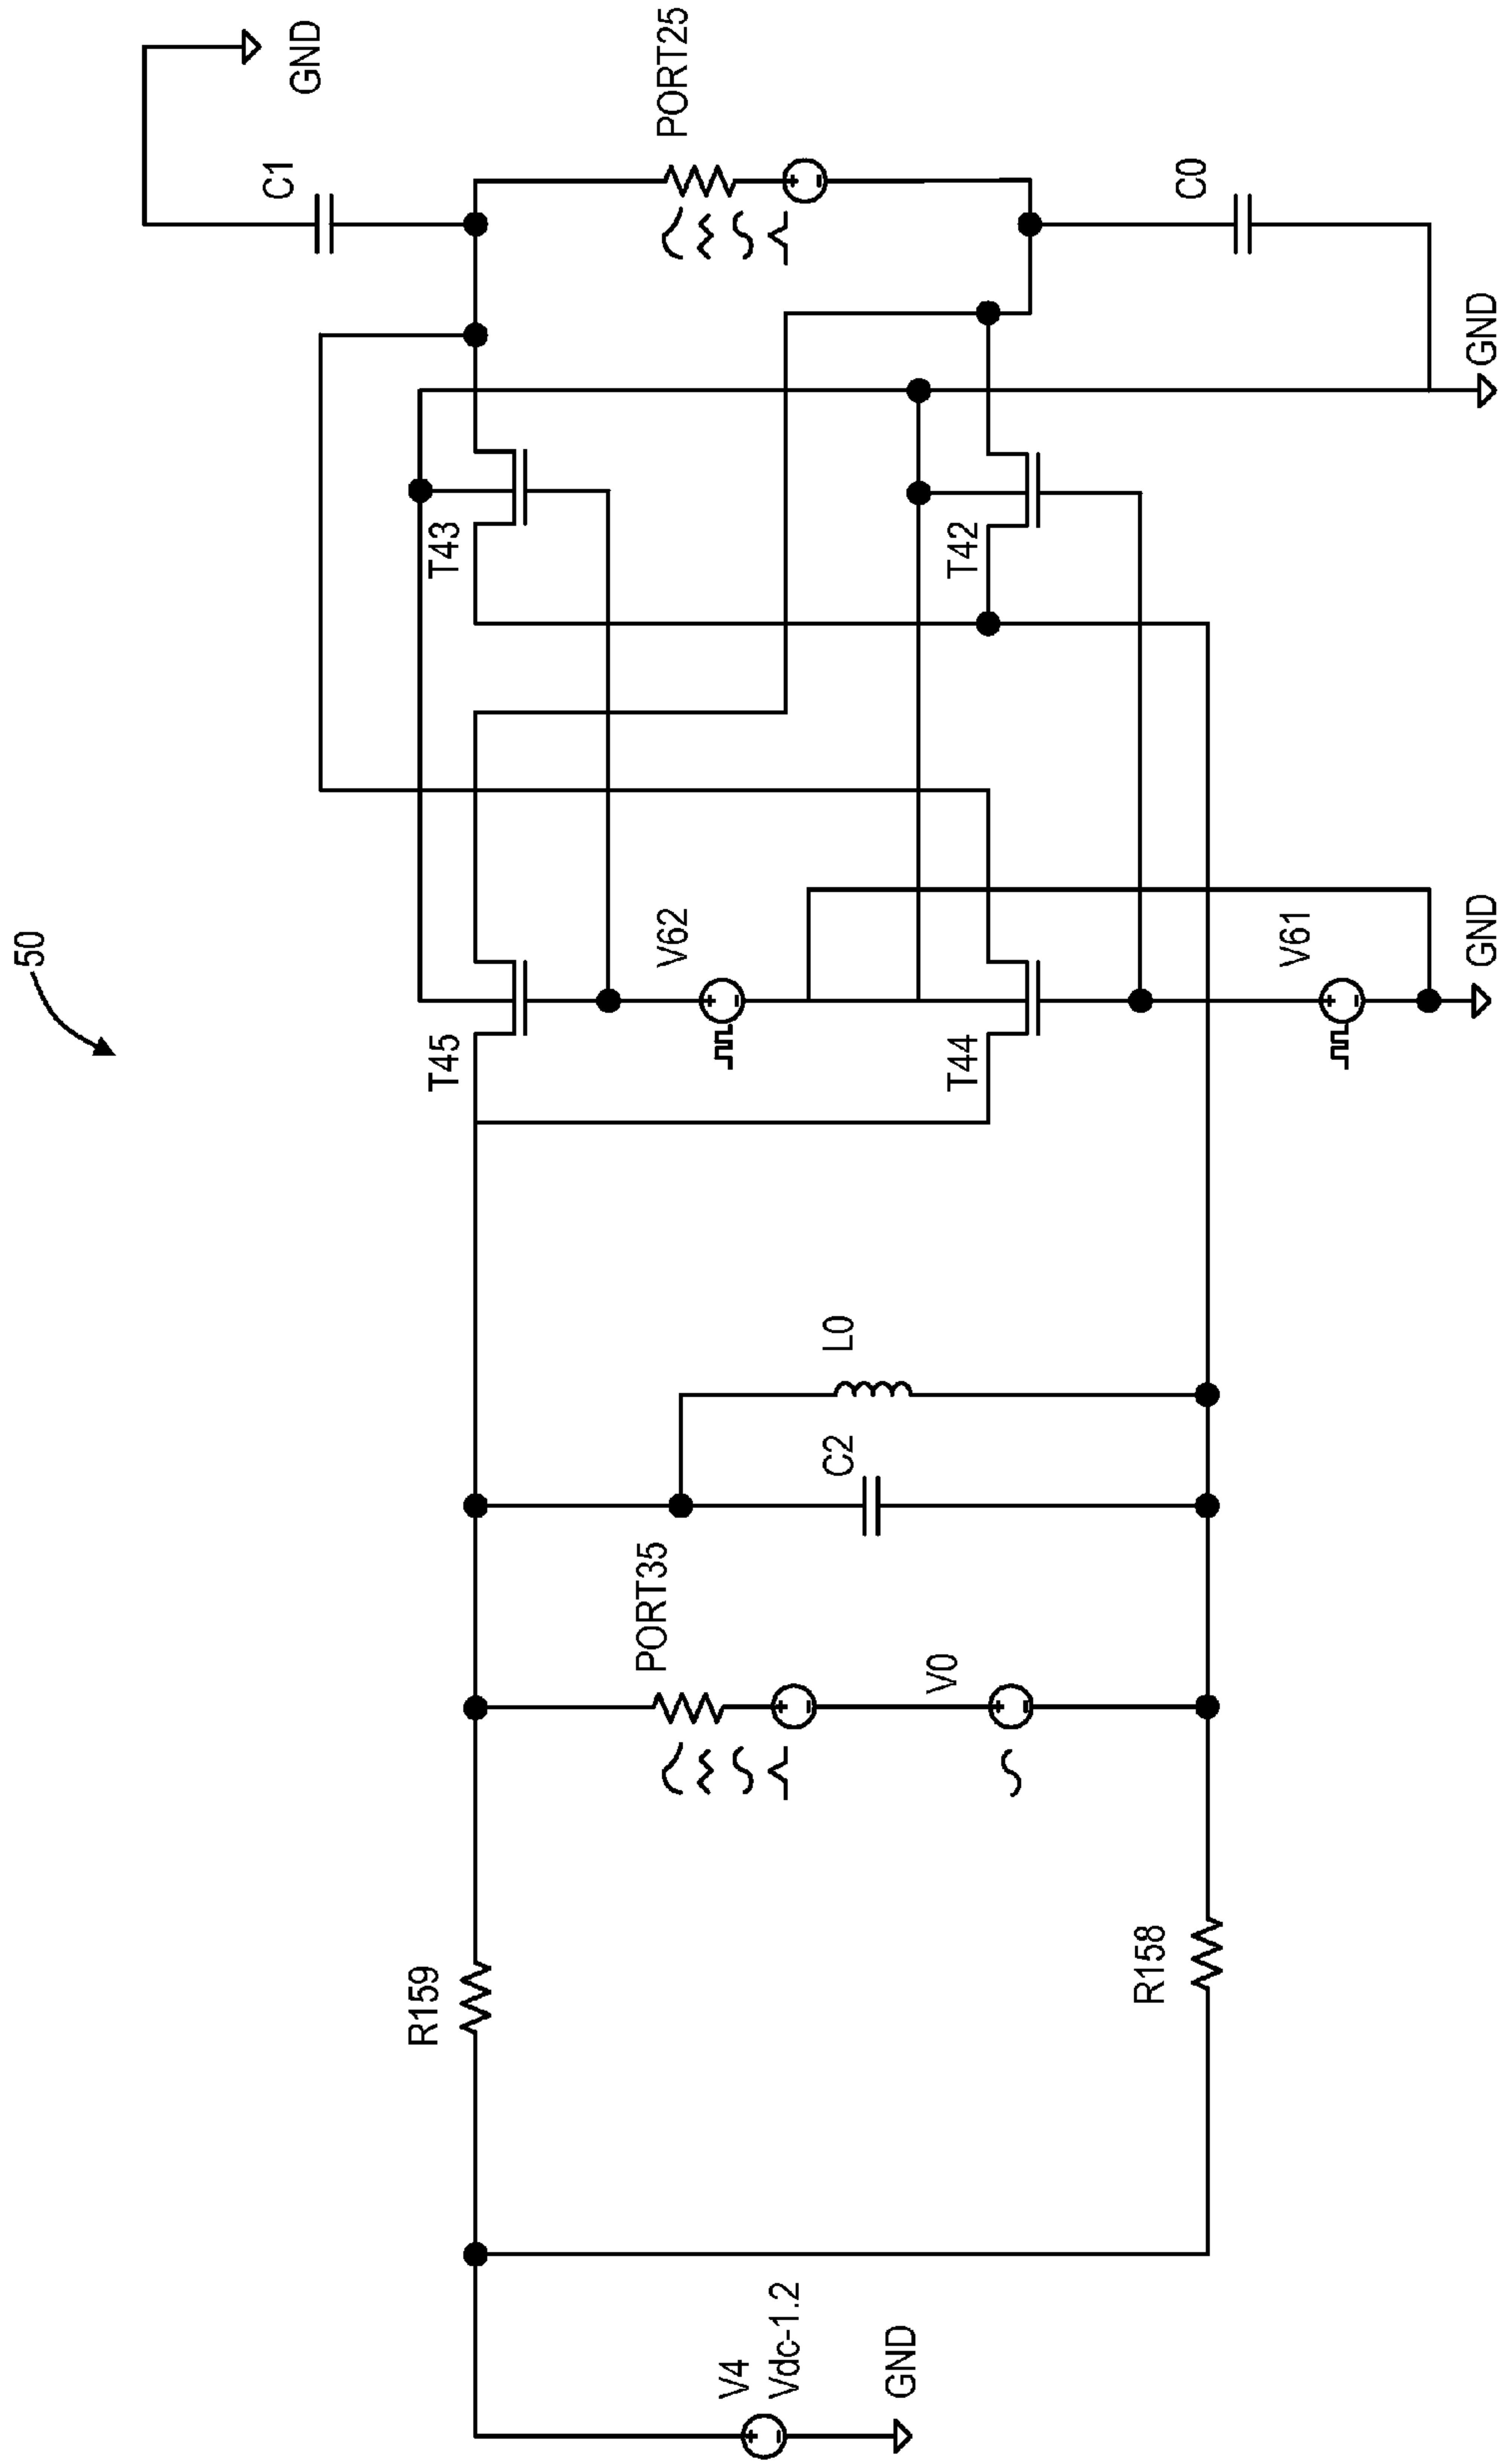 50
GND
C1
PORT25
C0
GND
T43
T42
T45
V62
T44
V61
GND
L0
C2
PORT35
V0
R159
R158
V4
Vdc-1.2
GND